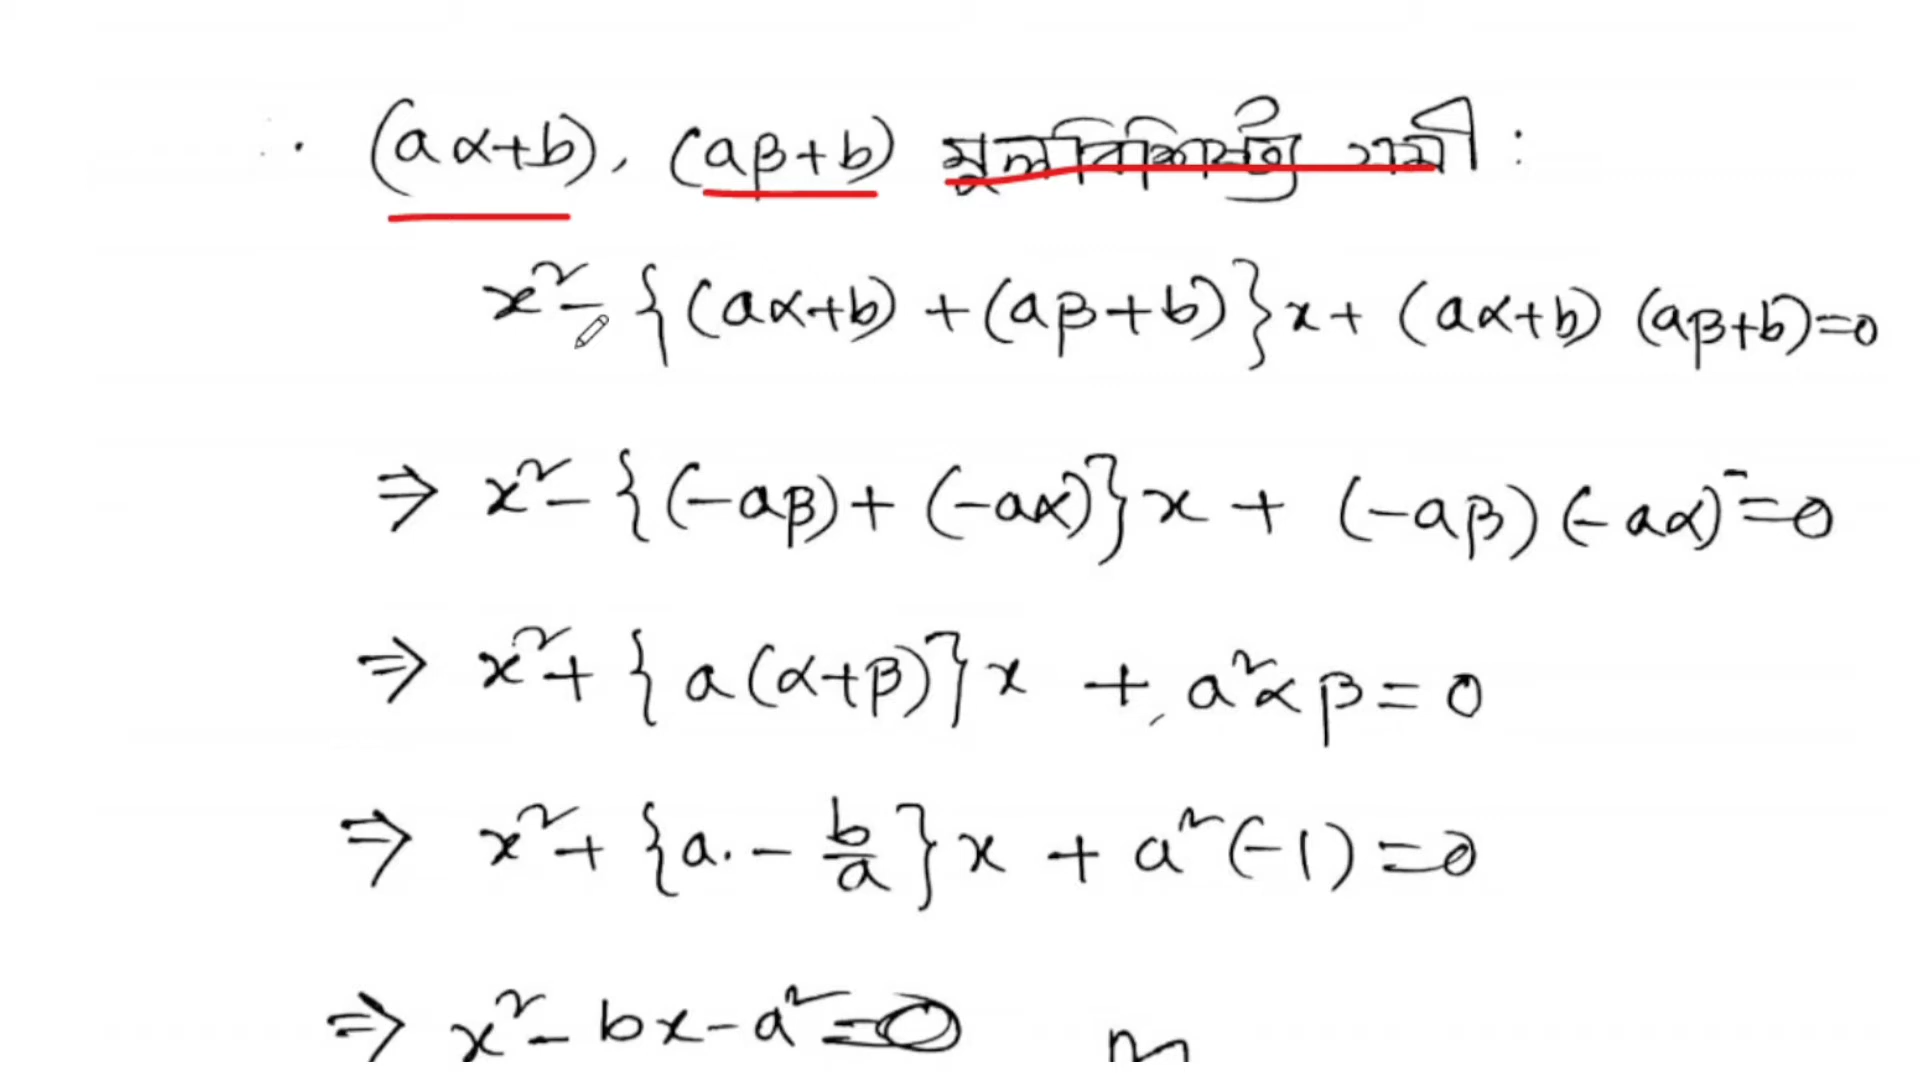 ∴ (aα+b), (aβ+b) মূলবিশিষ্ট সমী :
x² - {(aα+b) + (aβ+b)}x + (aα+b) (aβ+b)=0
⇒ x² - {(-aβ) + (-aα)}x + (-aβ) (-aα) = 0
⇒ x² + {a(α+β)}x + a²αβ = 0
⇒ x² + {a. - b/a}x + a²(-1) = 0
⇒ x² - bx - a² = 0